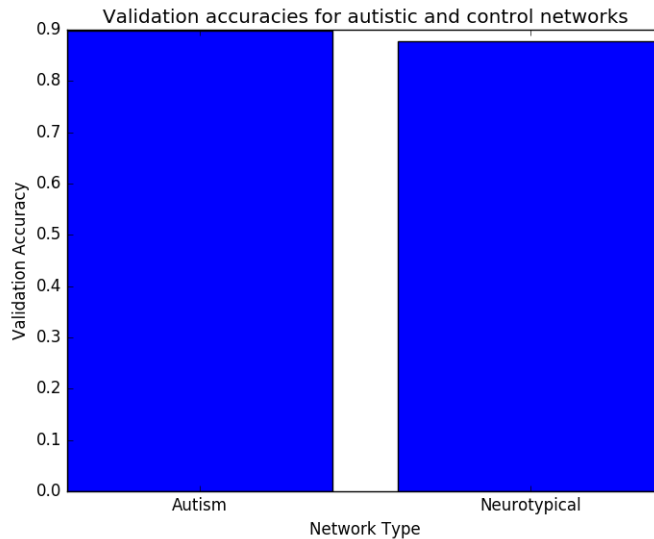 Validation accuracies for autistic and control networks
0.9
0.8
0.7
0.6
0.5
0.4
0.3
0.2
0.1
0.0
Validation Accuracy
Autism Neurotypical
Network Type